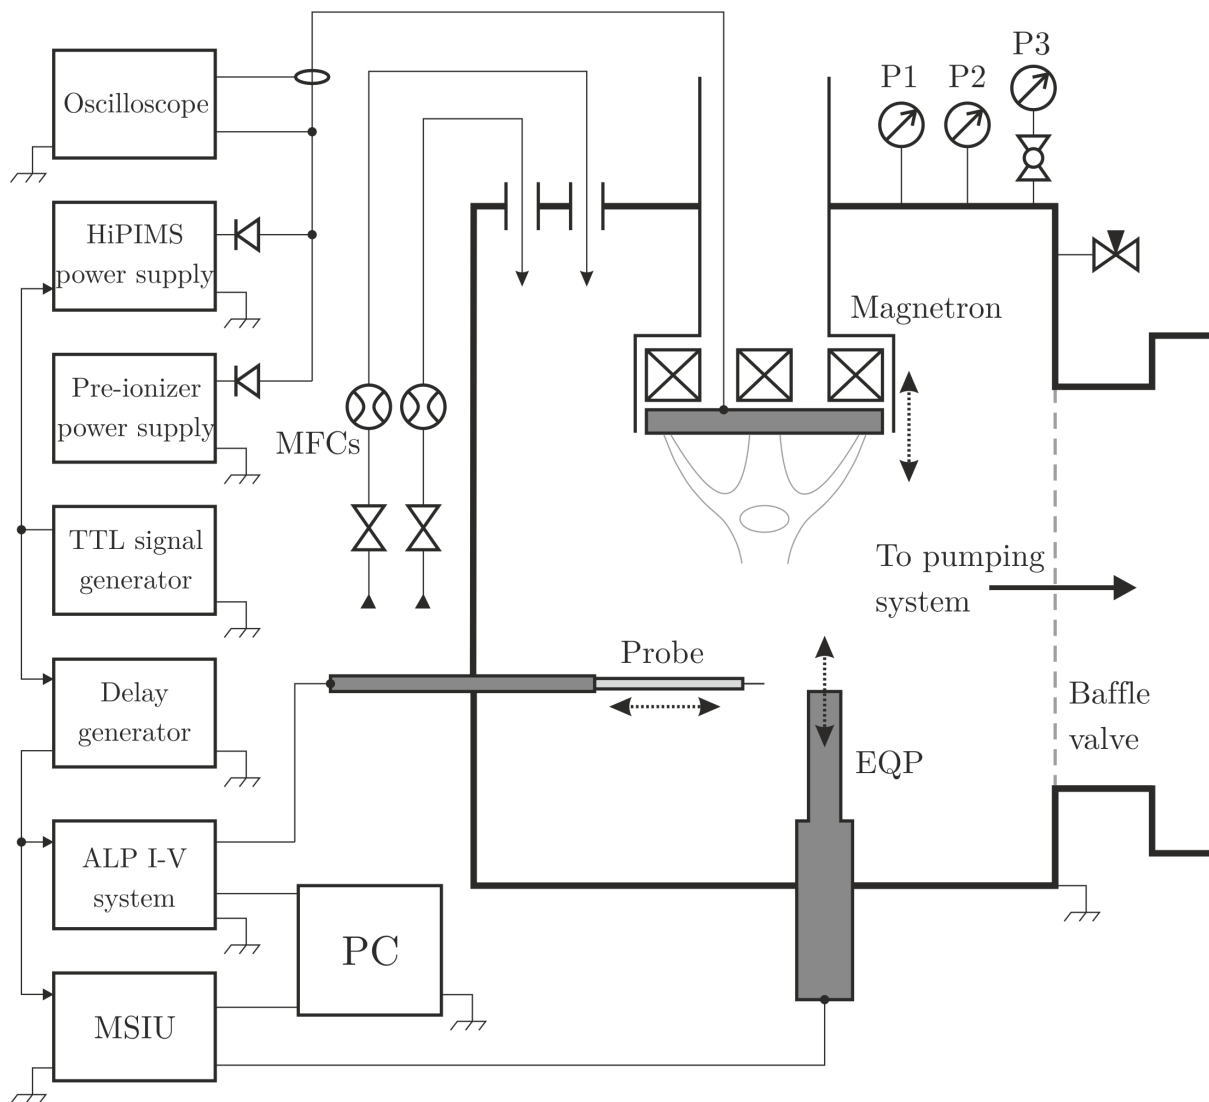 Oscilloscope
HiPIMS
power supply
Pre-ionizer
power supply
TTL signal
generator
Delay
generator
ALP I-V
system
MSIU
PC
MFCs
P1
P2
P3
Magnetron
To pumping
system
Probe
EQP
Baffle
valve